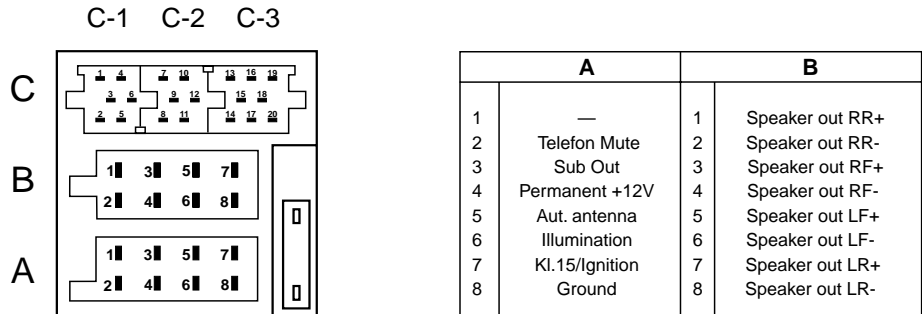 C-1 C-2 C-3
C
1 4 7 10 13 16 19
3 6 9 12 15 18
2 5 8 11 14 17 20
B
1 3 5 7
2 4 6 8
A
1 3 5 7
2 4 6 8
A B
1 — 1 Speaker out RR+
2 Telefon Mute 2 Speaker out RR-
3 Sub Out 3 Speaker out RF+
4 Permanent +12V 4 Speaker out RF-
5 Aut. antenna 5 Speaker out LF+
6 Illumination 6 Speaker out LF-
7 Kl.15/Ignition 7 Speaker out LR+
8 Ground 8 Speaker out LR-